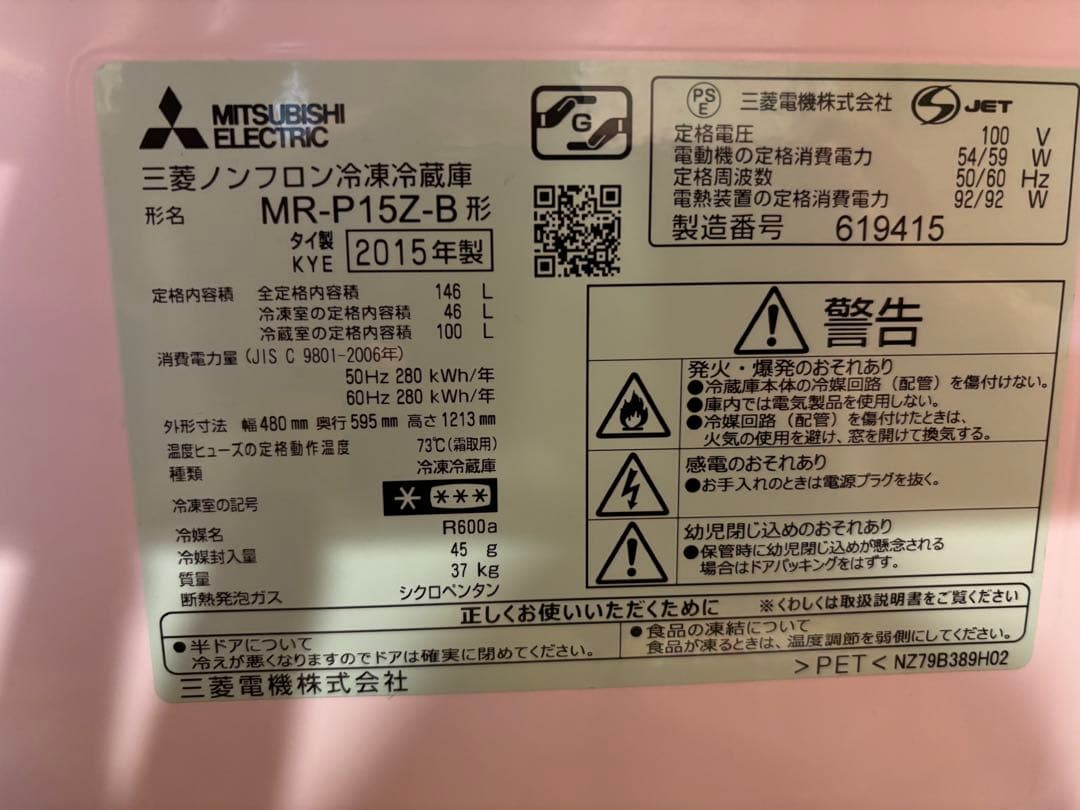 MITSUBISHI
ELECTRIC
三菱ノンフロン冷凍冷蔵庫
形名 MR-P15Z-B形
タイ製
KYE 2015年製
定格内容積 全定格内容積 146 L
冷凍室の定格内容積 46 L
冷蔵室の定格内容積 100 L
消費電力量(JIS C 9801-2006年)
50Hz 280 kWh/年
60Hz 280 kWh/年
外形寸法 幅480mm 奥行595mm 高さ1213mm
温度ヒューズの定格動作温度 73℃(霜取用)
種類 冷凍冷蔵庫
冷凍室の記号 * ***
冷媒名 R600a
冷媒封入量 45 g
質量 37 kg
断熱発泡ガス シクロペンタン
G
PS
E 三菱電機株式会社 JET
定格電圧 100 V
電動機の定格消費電力 54/59 W
定格周波数 50/60 Hz
電熱装置の定格消費電力 92/92 W
製造番号 619415
警告
発火・爆発のおそれあり
●冷蔵庫本体の冷媒回路(配管)を傷付けない。
●庫内では電気製品を使用しない。
●冷媒回路(配管)を傷付けたときは、
火気の使用を避け、窓を開けて換気する。
感電のおそれあり
●お手入れのときは電源プラグを抜く。
幼児閉じ込めのおそれあり
●保管時に幼児閉じ込めが懸念される
場合はドアパッキングをはずす。
正しくお使いいただくために ※くわしくは取扱説明書をご覧ください
●半ドアについて
冷えが悪くなりますのでドアは確実に閉めてください。
●食品の凍結について
食品が凍るときは、温度調節を弱側にしてください。
三菱電機株式会社
>PET< NZ79B389H02